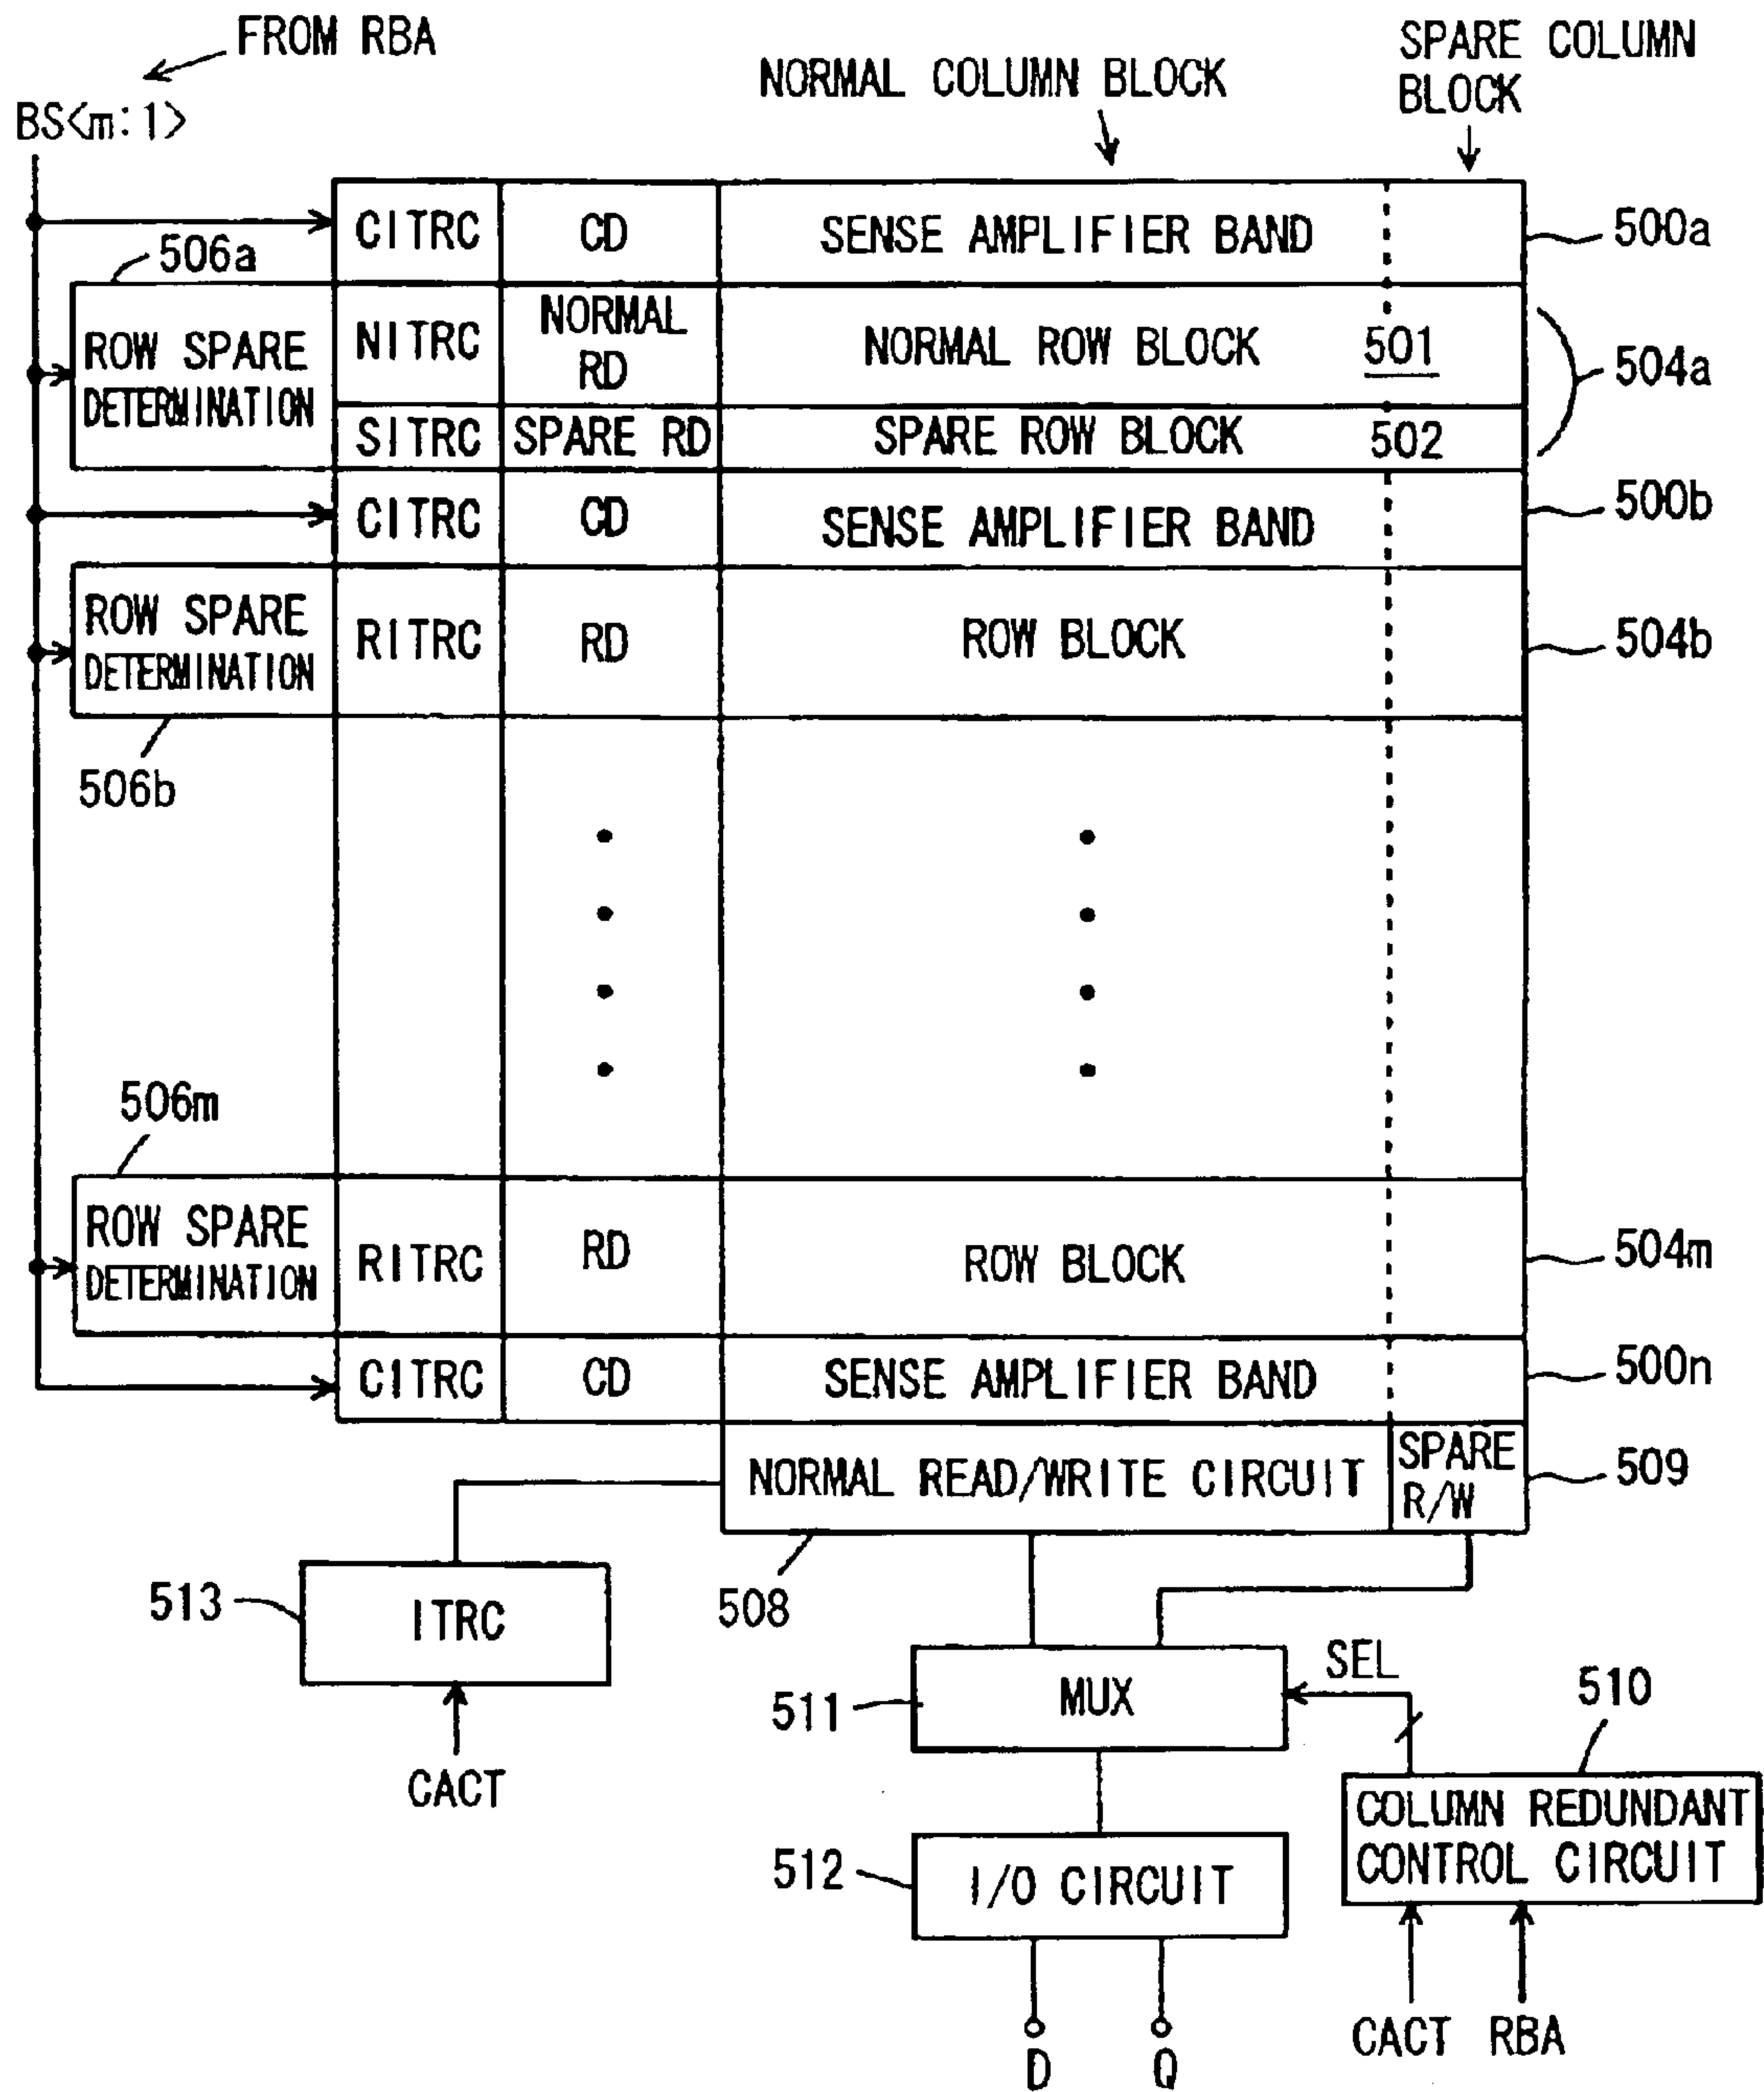 FROM RBA
BS<m:1>
NORMAL COLUMN BLOCK
SPARE COLUMN
BLOCK
CITRC CD SENSE AMPLIFIER BAND 500a
506a
ROW SPARE
DETERMINATION
NITRC NORMAL
RD
NORMAL ROW BLOCK 501
504a
SITRC SPARE RD SPARE ROW BLOCK 502
CITRC CD SENSE AMPLIFIER BAND 500b
ROW SPARE
DETERMINATION
RITRC RD ROW BLOCK 504b
506b
506m
ROW SPARE
DETERMINATION
RITRC RD ROW BLOCK 504m
CITRC CD SENSE AMPLIFIER BAND 500n
NORMAL READ/WRITE CIRCUIT
SPARE
R/W
509
508
513
ITRC
CACT
511
MUX
SEL
510
COLUMN REDUNDANT
CONTROL CIRCUIT
512
I/O CIRCUIT
CACT RBA
D Q